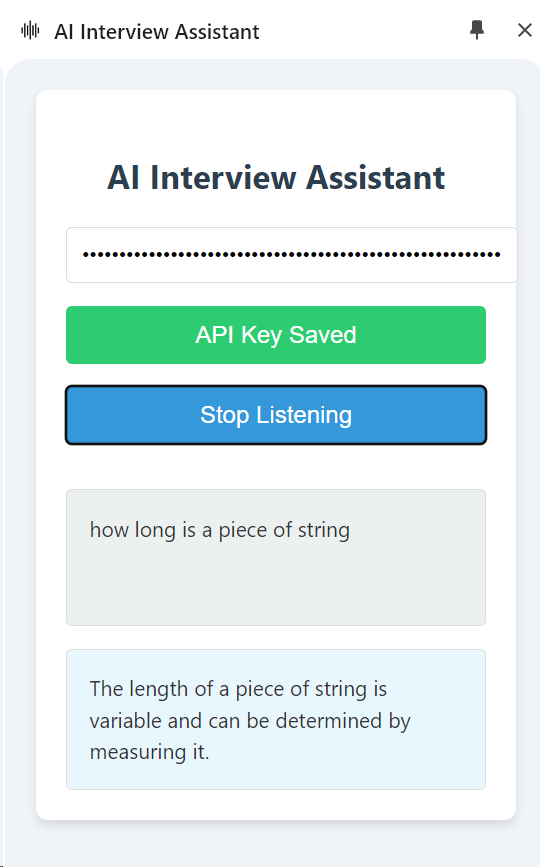 AI Interview Assistant
AI Interview Assistant
•••••••••••••••••••••••••••••••••••••••••••••••••••••••••
API Key Saved
Stop Listening
how long is a piece of string
The length of a piece of string is
variable and can be determined by
measuring it.